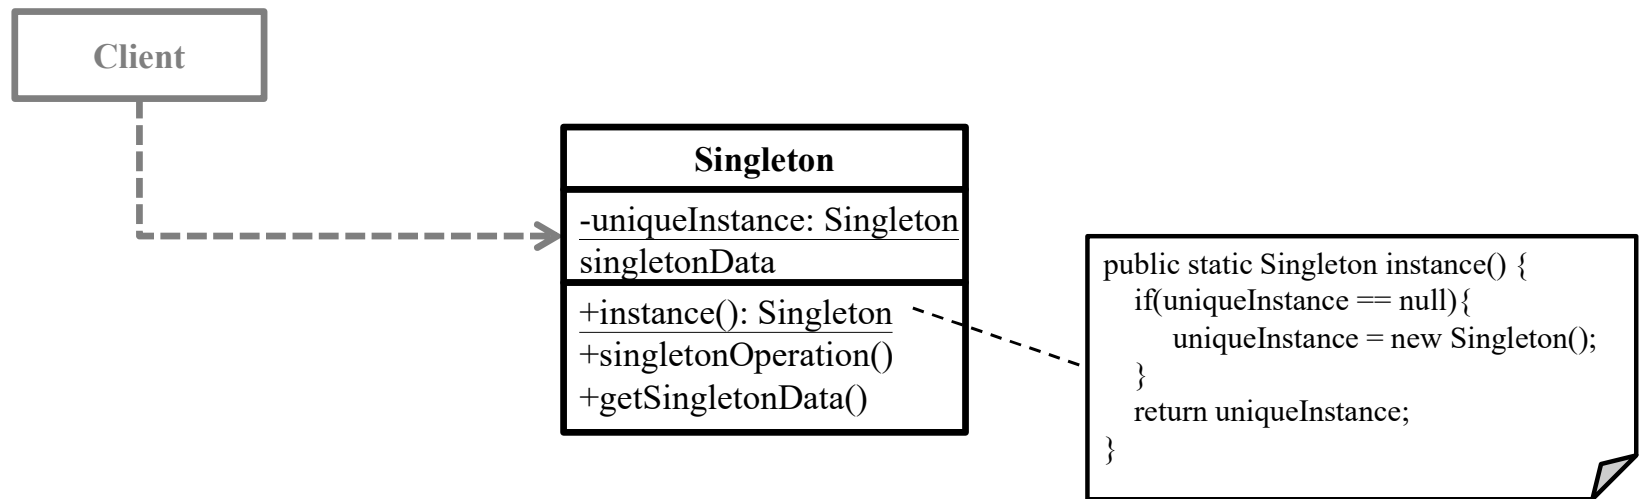 Client
Singleton
-uniqueInstance: Singleton
singletonData
+instance(): Singleton
+singletonOperation()
+getSingletonData()
public static Singleton instance() {
if(uniqueInstance == null){
uniqueInstance = new Singleton();
}
return uniqueInstance;
}